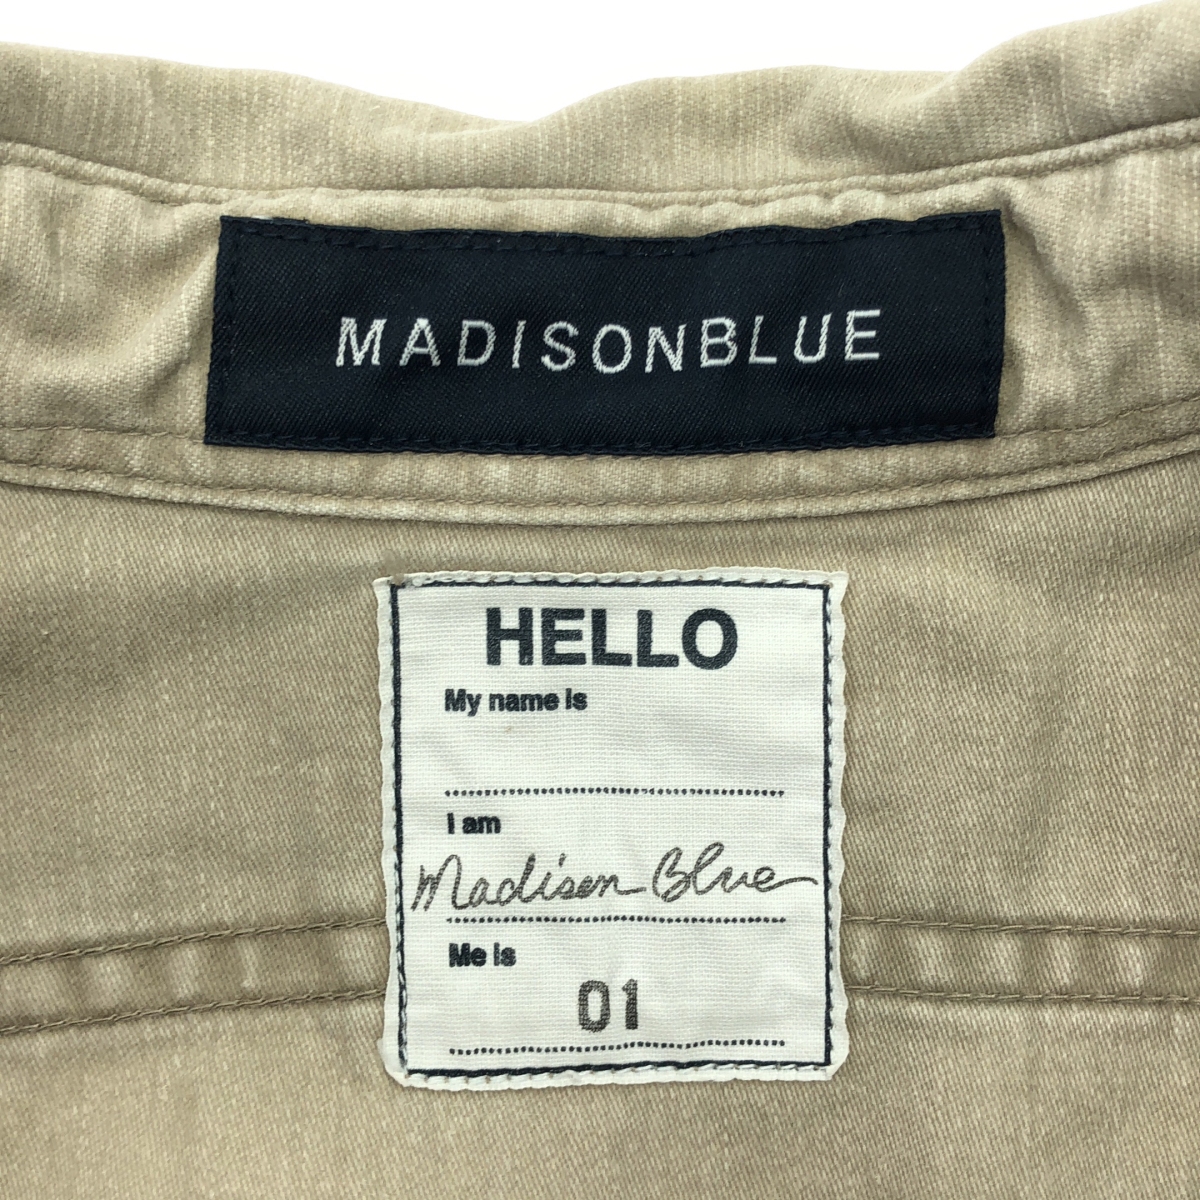 MADISONBLUE
HELLO
My name is
I am
Madison Blue
Me is
01